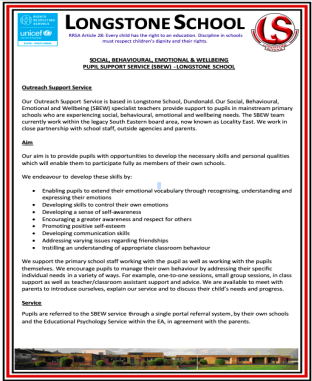 LONGSTONE SCHOOL
RRSA Article 28: Every child has the right to an education. Discipline in schools
must respect children's dignity and their rights.
unicef
SOCIAL, BEHAVIOURAL, EMOTIONAL & WELLBEING
PUPIL SUPPORT SERVICE (SBEW) - LONGSTONE SCHOOL
Outreach Support Service
Our Outreach Support Service is based in Longstone School, Dundonald. Our Social, Behavioural,
Emotional and Wellbeing (SBEW) specialist teachers provide support to pupils in mainstream primary
schools who are experiencing social, behavioural, emotional and wellbeing needs. The SBEW team
currently work within the legacy South Eastern board area, now known as Locality East. We work in
close partnership with school staff, outside agencies and parents.
Aim
Our aim is to provide pupils with opportunities to develop the necessary skills and personal qualities
which will enable them to participate fully as members of their own schools.
We endeavour to develop these skills by:
• Enabling pupils to extend their emotional vocabulary through recognising, understanding and
expressing their emotions
• Developing skills to control their own emotions
• Developing a sense of self-awareness
• Encouraging a greater awareness and respect for others
• Promoting positive self-esteem
• Developing communication skills
• Addressing varying issues regarding friendships
• Instilling an understanding of appropriate classroom behaviour
We support the primary school staff working with the pupil as well as working with the pupils
themselves. We encourage pupils to manage their own behaviour by addressing their specific
individual needs in a variety of ways. For example, one-to-one sessions, small group sessions, in class
support as well as teacher/classroom assistant support and advice. We are available to meet with
parents to introduce ourselves, explain our service and to discuss their child's needs and progress.
Service
Pupils are referred to the SBEW service through a single portal referral system, by their own schools
and the Educational Psychology Service within the EA, in agreement with the parents.